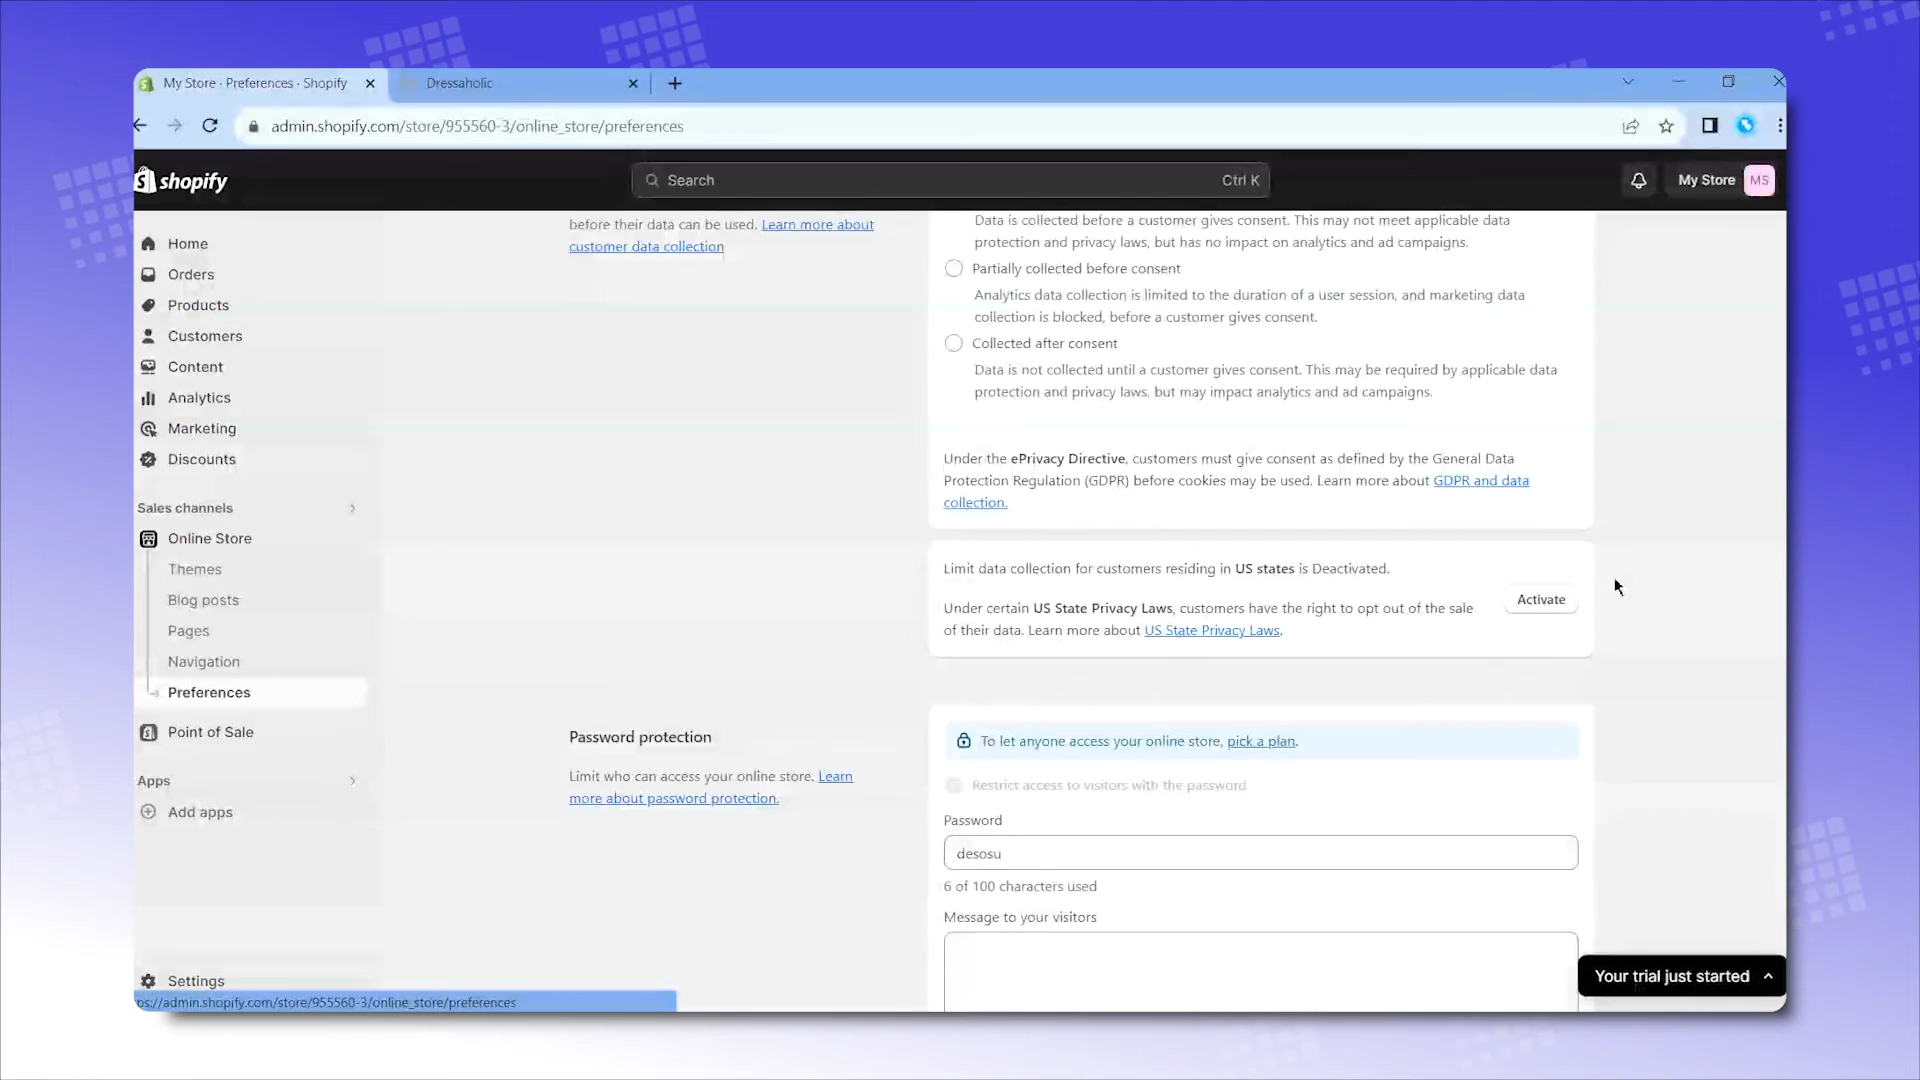 My Store · Preferences · Shopify
Dressaholic
admin.shopify.com/store/955560-3/online_store/preferences
shopify
Search
Ctrl K
My Store
MS
Home
Orders
Products
Customers
Content
Analytics
Marketing
Discounts
Sales channels
Online Store
Themes
Blog posts
Pages
Navigation
Preferences
Point of Sale
Apps
Add apps
Settings
ps://admin.shopify.com/store/955560-3/online_store/preferences
before their data can be used. Learn more about
customer data collection
Data is collected before a customer gives consent. This may not meet applicable data
protection and privacy laws, but has no impact on analytics and ad campaigns.
Partially collected before consent
Analytics data collection is limited to the duration of a user session, and marketing data
collection is blocked, before a customer gives consent.
Collected after consent
Data is not collected until a customer gives consent. This may be required by applicable data
protection and privacy laws, but may impact analytics and ad campaigns.
Under the ePrivacy Directive, customers must give consent as defined by the General Data
Protection Regulation (GDPR) before cookies may be used. Learn more about GDPR and data
collection.
Limit data collection for customers residing in US states is Deactivated.
Under certain US State Privacy Laws, customers have the right to opt out of the sale
of their data. Learn more about US State Privacy Laws.
Activate
Password protection
Limit who can access your online store. Learn
more about password protection.
To let anyone access your online store, pick a plan.
Restrict access to visitors with the password
Password
desosu
6 of 100 characters used
Message to your visitors
Your trial just started